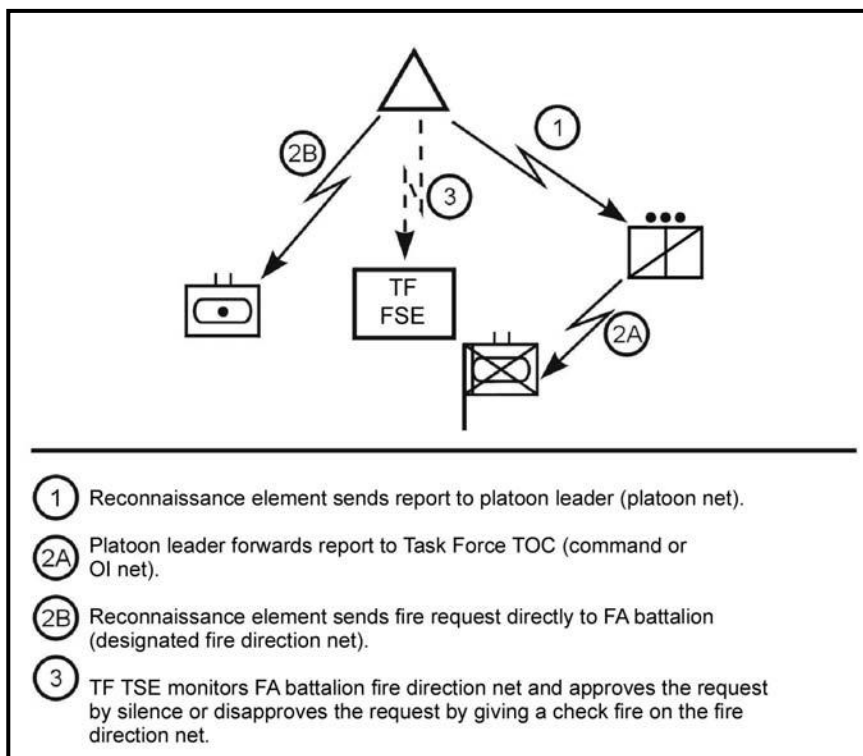 2B
1
3
TF
FSE
2A
1 Reconnaissance element sends report to platoon leader (platoon net).
2A Platoon leader forwards report to Task Force TOC (command or
OI net).
2B Reconnaissance element sends fire request directly to FA battalion
(designated fire direction net).
3 TF TSE monitors FA battalion fire direction net and approves the request
by silence or disapproves the request by giving a check fire on the fire
direction net.